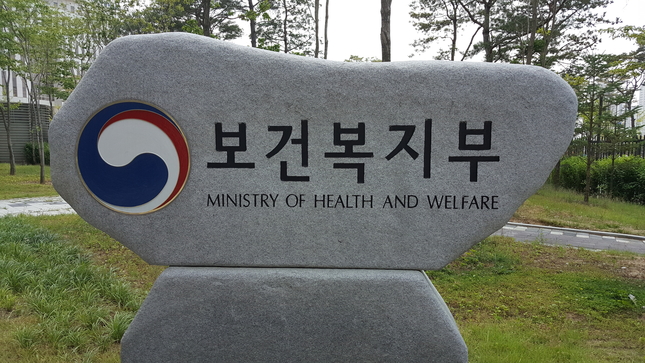 보건복지부
MINISTRY OF HEALTH AND WELFARE